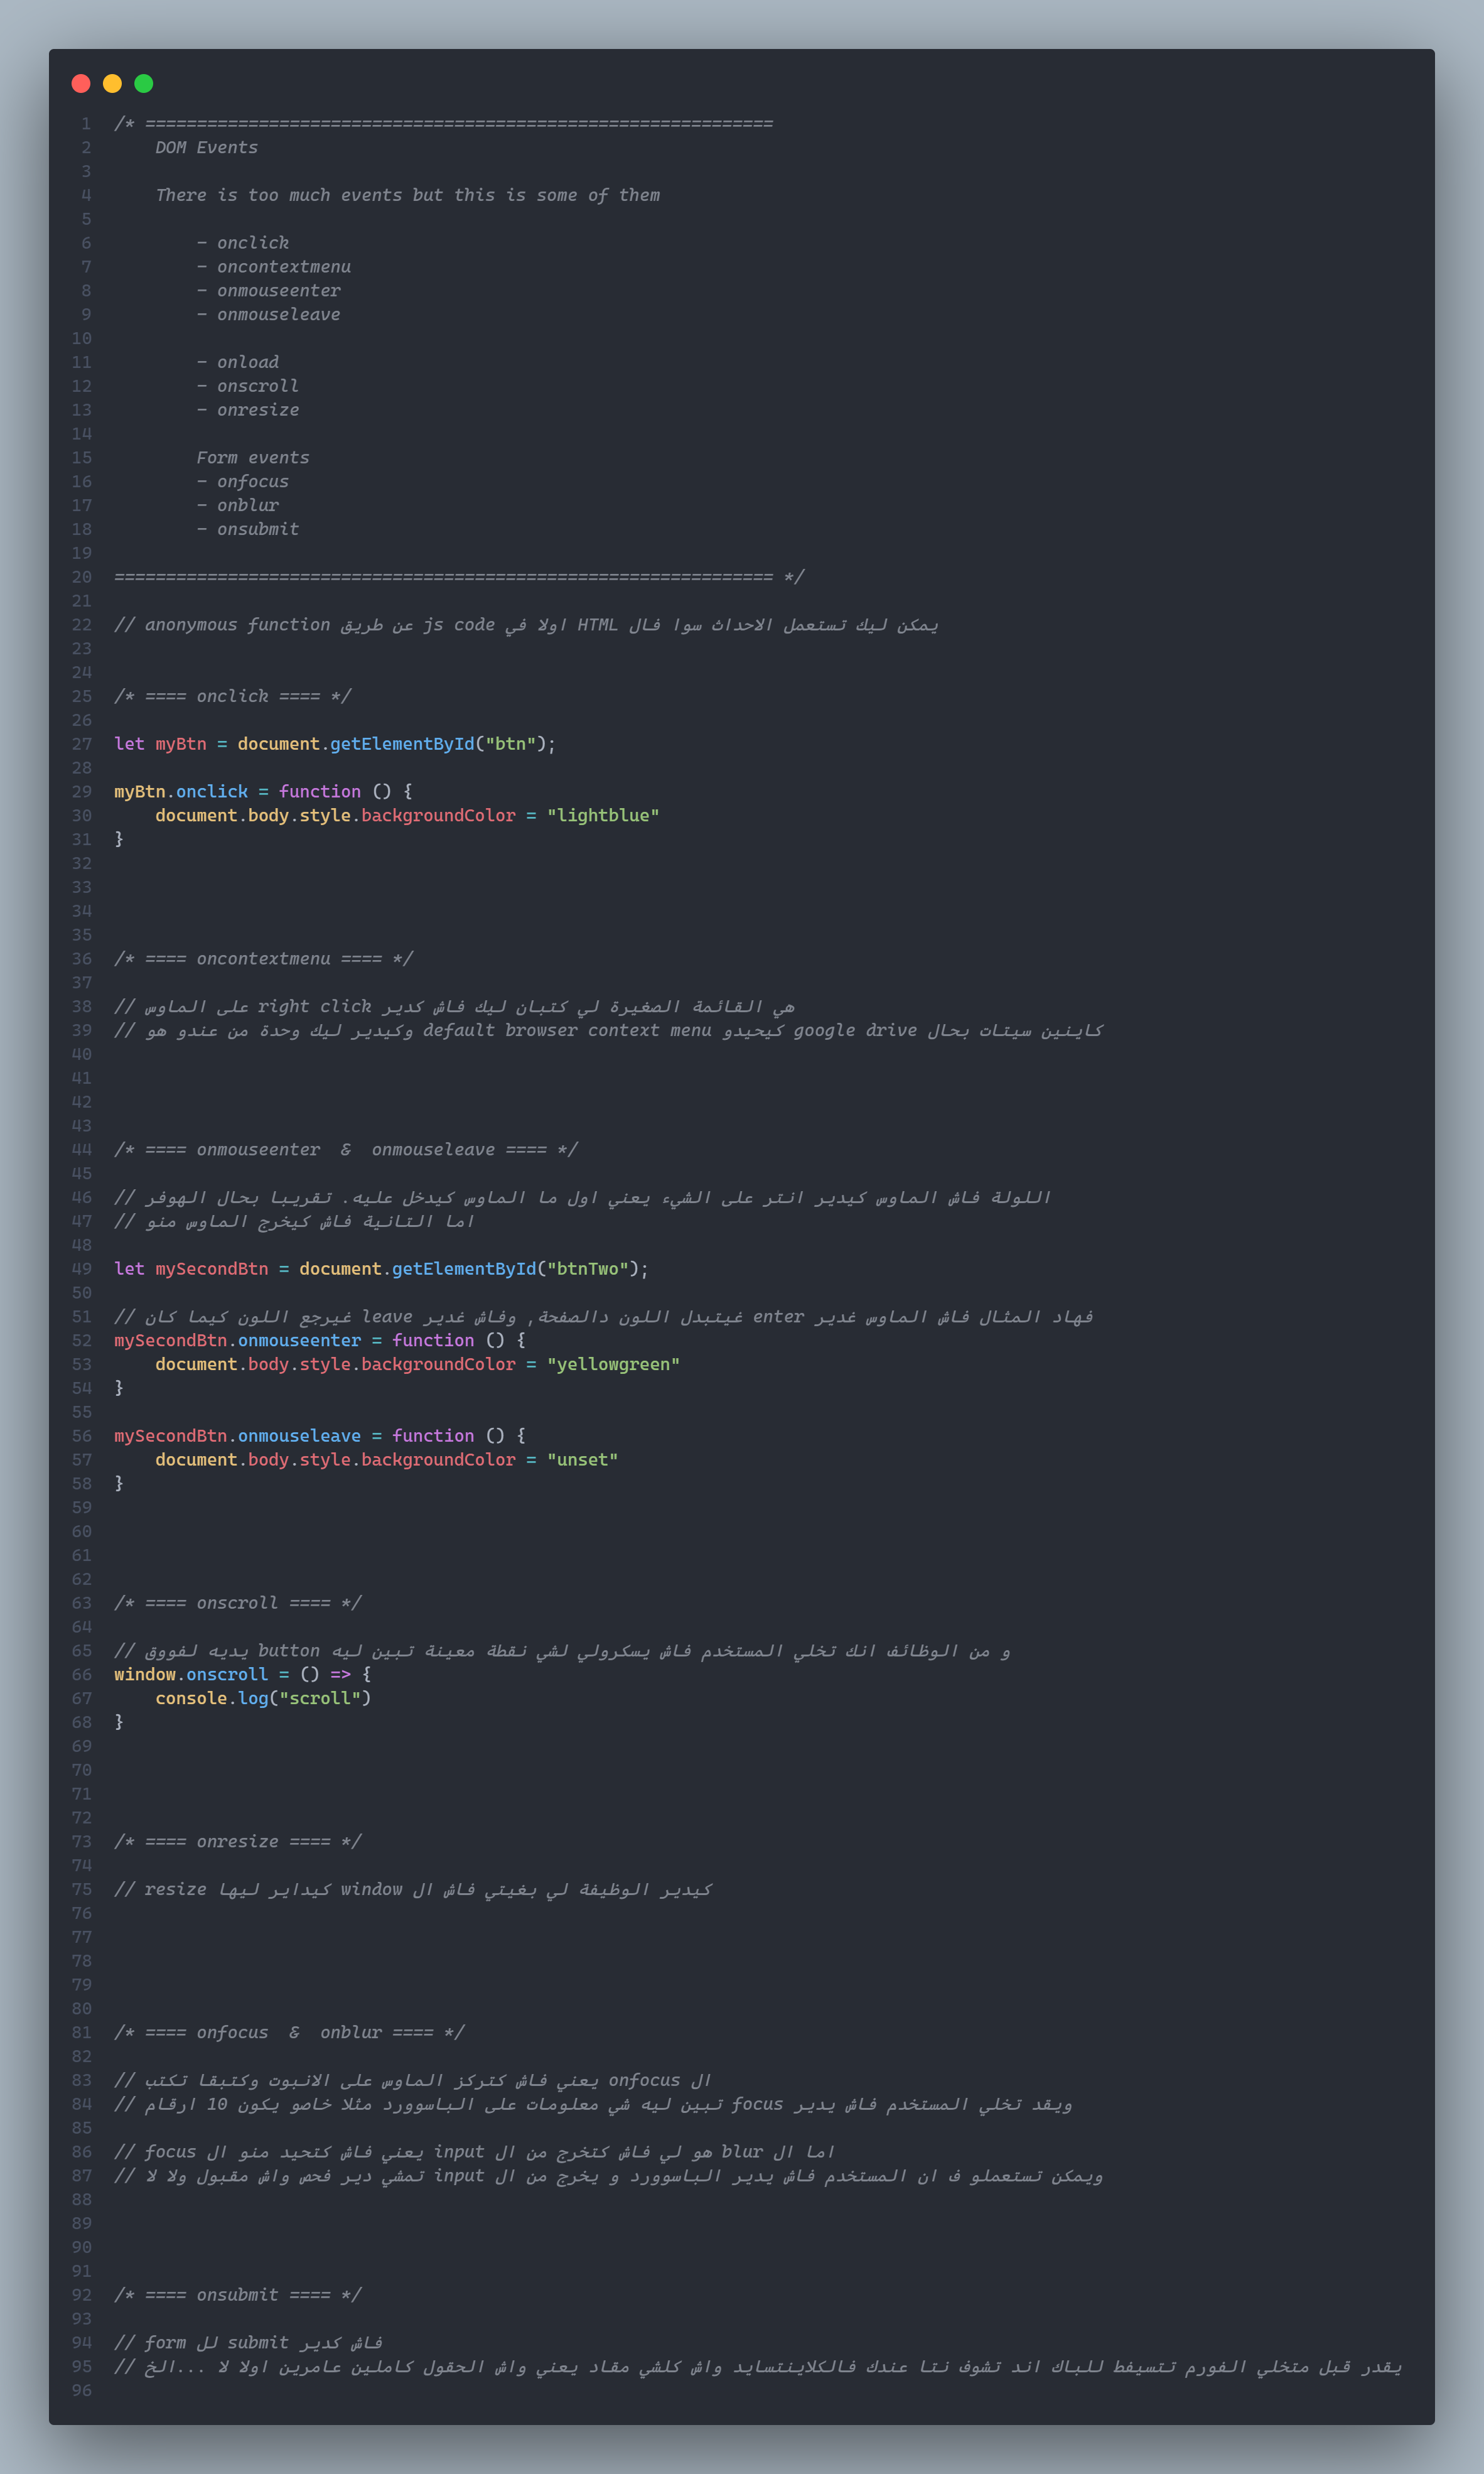 1 /* =============================================================
2 DOM Events
3
4 There is too much events but this is some of them
5
6 - onclick
7 - oncontextmenu
8 - onmouseenter
9 - onmouseleave
10
11 - onload
12 - onscroll
13 - onresize
14
15 Form events
16 - onfocus
17 - onblur
18 - onsubmit
19
20 ================================================================ */
21
22 // يمكن ليك تستعمل الاحداث سوا فال HTML اولا في js code عن طريق anonymous function
23
24
25 /* ==== onclick ==== */
26
27 let myBtn = document.getElementById("btn");
28
29 myBtn.onclick = function () {
30 document.body.style.backgroundColor = "lightblue"
31 }
32
33
34
35
36 /* ==== oncontextmenu ==== */
37
38 // هي القائمة الصغيرة لي كتبان ليك فاش كدير right click على الماوس
39 // كاينين سيتات بحال google drive كيحيدو default browser context menu وكيدير ليك وحدة من عندو هو
40
41
42
43
44 /* ==== onmouseenter  &  onmouseleave ==== */
45
46 // اللولة فاش الماوس كيدير انتر على الشيء يعني اول ما الماوس كيدخل عليه. تقريبا بحال الهوفر
47 // اما التانية فاش كيخرج الماوس منو
48
49 let mySecondBtn = document.getElementById("btnTwo");
50
51 // فهاد المثال فاش الماوس غدير enter غيتبدل اللون دالصفحة, وفاش غدير leave غيرجع اللون كيما كان
52 mySecondBtn.onmouseenter = function () {
53 document.body.style.backgroundColor = "yellowgreen"
54 }
55
56 mySecondBtn.onmouseleave = function () {
57 document.body.style.backgroundColor = "unset"
58 }
59
60
61
62
63 /* ==== onscroll ==== */
64
65 // و من الوظائف انك تخلي المستخدم فاش يسكرولي لشي نقطة معينة تبين ليه button يديه لفووق
66 window.onscroll = () => {
67 console.log("scroll")
68 }
69
70
71
72
73 /* ==== onresize ==== */
74
75 // كيدير الوظيفة لي بغيتي فاش ال window كيداير ليها resize
76
77
78
79
80
81 /* ==== onfocus  &  onblur ==== */
82
83 // ال onfocus يعني فاش كتركز الماوس على الانبوت وكتبقا تكتب
84 // ويقد تخلي المستخدم فاش يدير focus تبين ليه شي معلومات على الباسوورد مثلا خاصو يكون 10 ارقام
85
86 // اما ال blur هو لي فاش كتخرج من ال input يعني فاش كتحيد منو ال focus
87 // ويمكن تستعملو ف ان المستخدم فاش يدير الباسوورد و يخرج من ال input تمشي دير فحص واش مقبول ولا لا
88
89
90
91
92 /* ==== onsubmit ==== */
93
94 // فاش كدير submit لل form
95 // يقدر قبل متخلي الفورم تتسيفط للباك اند تشوف نتا عندك فالكلاينتسايد واش كلشي مقاد يعني واش الحقول كاملين عامرين اولا لا ...الخ
96